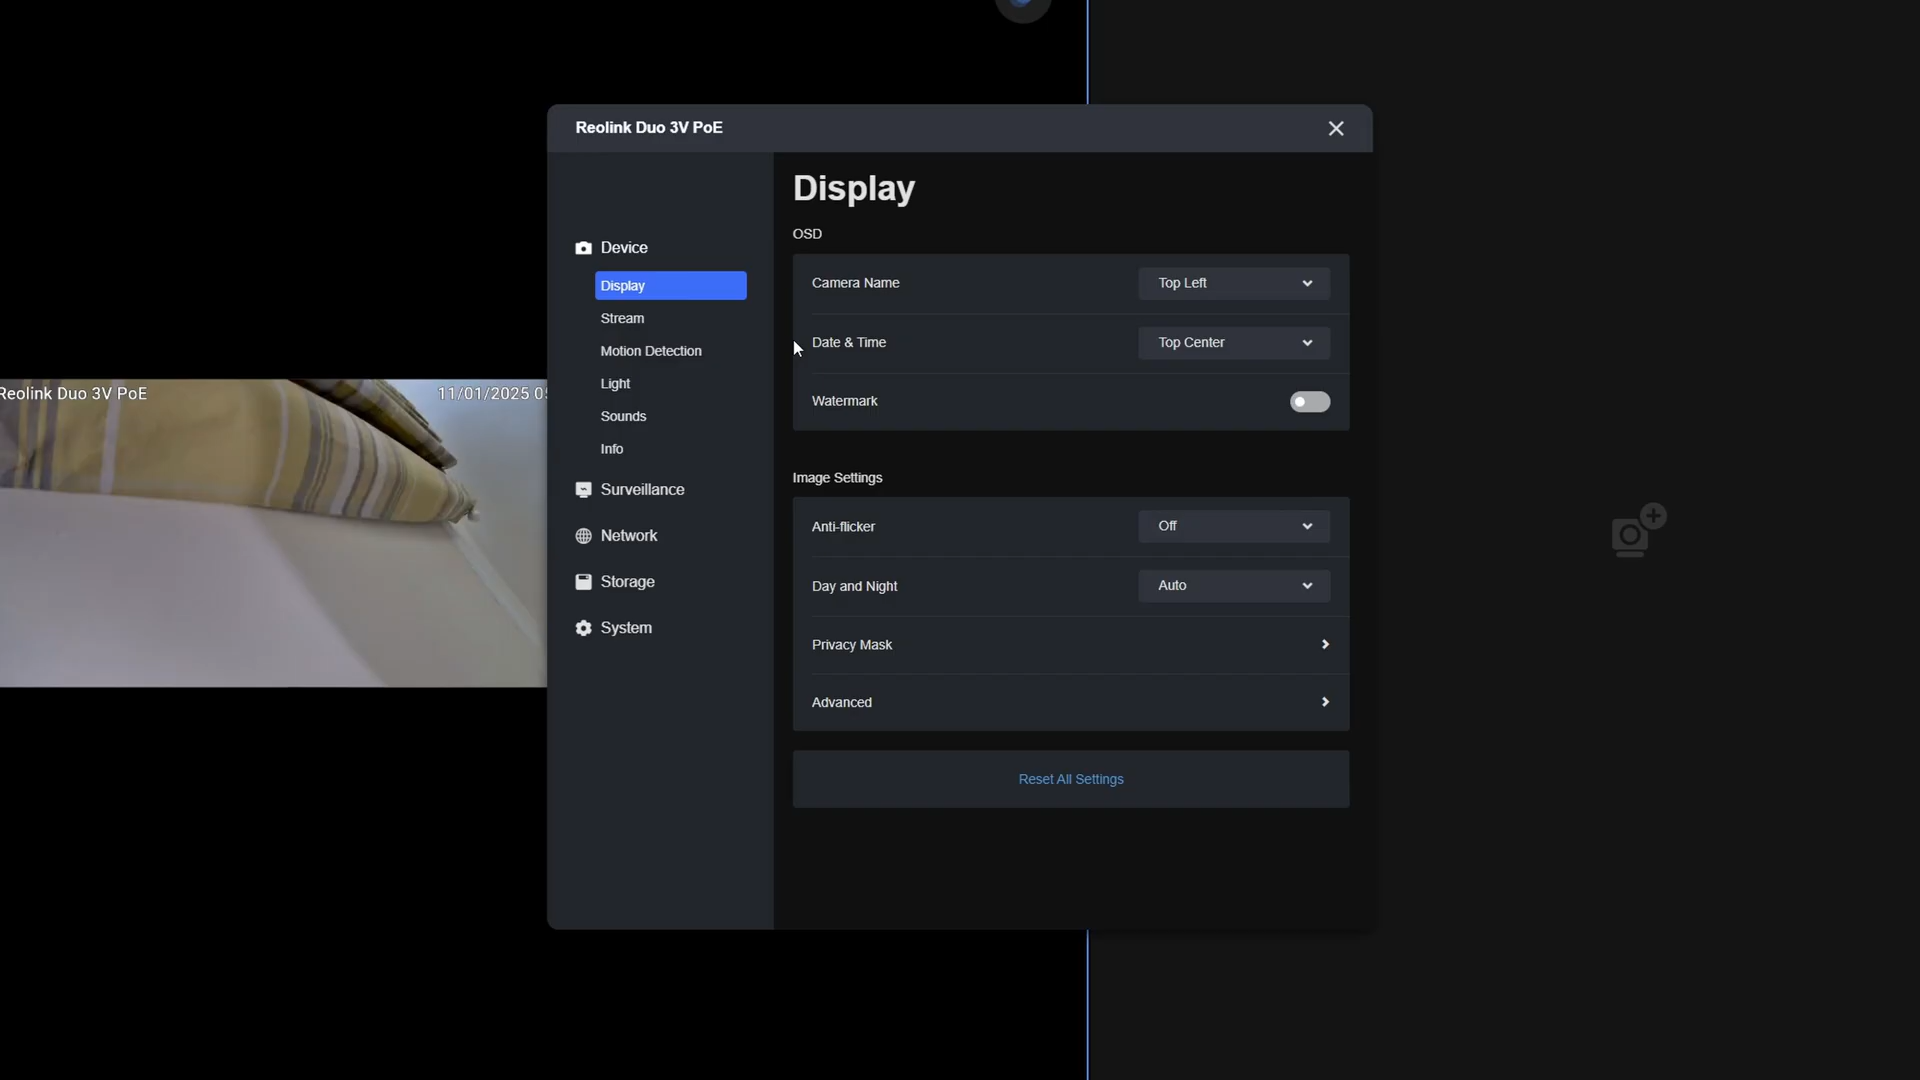 Reolink Duo 3V PoE
Display
OSD
Device
Camera Name
Top Left
Display
Stream
Date & Time
Top Center
Motion Detection
Light
Watermark
Reolink Duo 3V PoE
11/01/2025
Sounds
Info
Image Settings
Surveillance
Anti-flicker
Off
Network
Storage
Day and Night
Auto
System
Privacy Mask
Advanced
Reset All Settings